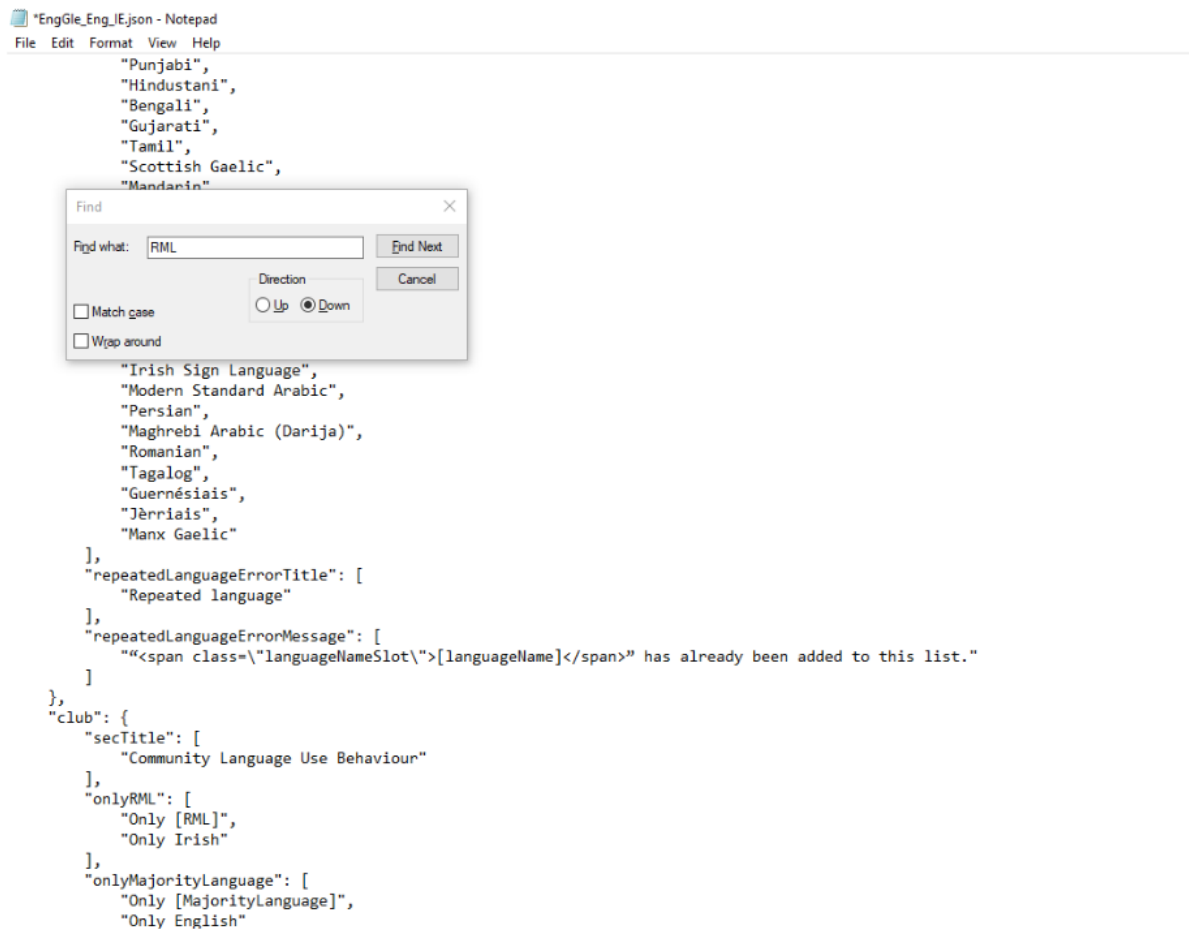 *EngGle_Eng_IE.json - Notepad
File Edit Format View Help
"Punjabi",
"Hindustani",
"Bengali",
"Gujarati",
"Tamil",
"Scottish Gaelic",
"Mandarin"
Find
Find what: RML Find Next
Direction Cancel
Up Down
Match case
Wrap around
"Irish Sign Language",
"Modern Standard Arabic",
"Persian",
"Maghrebi Arabic (Darija)",
"Romanian",
"Tagalog",
"Guernésiais",
"Jèrriais",
"Manx Gaelic"
],
"repeatedLanguageErrorTitle": [
"Repeated language"
],
"repeatedLanguageErrorMessage": [
"“<span class=\"languageNameSlot\">[languageName]</span>” has already been added to this list."
]
},
"club": {
"secTitle": [
"Community Language Use Behaviour"
],
"onlyRML": [
"Only [RML]",
"Only Irish"
],
"onlyMajorityLanguage": [
"Only [MajorityLanguage]",
"Only English"